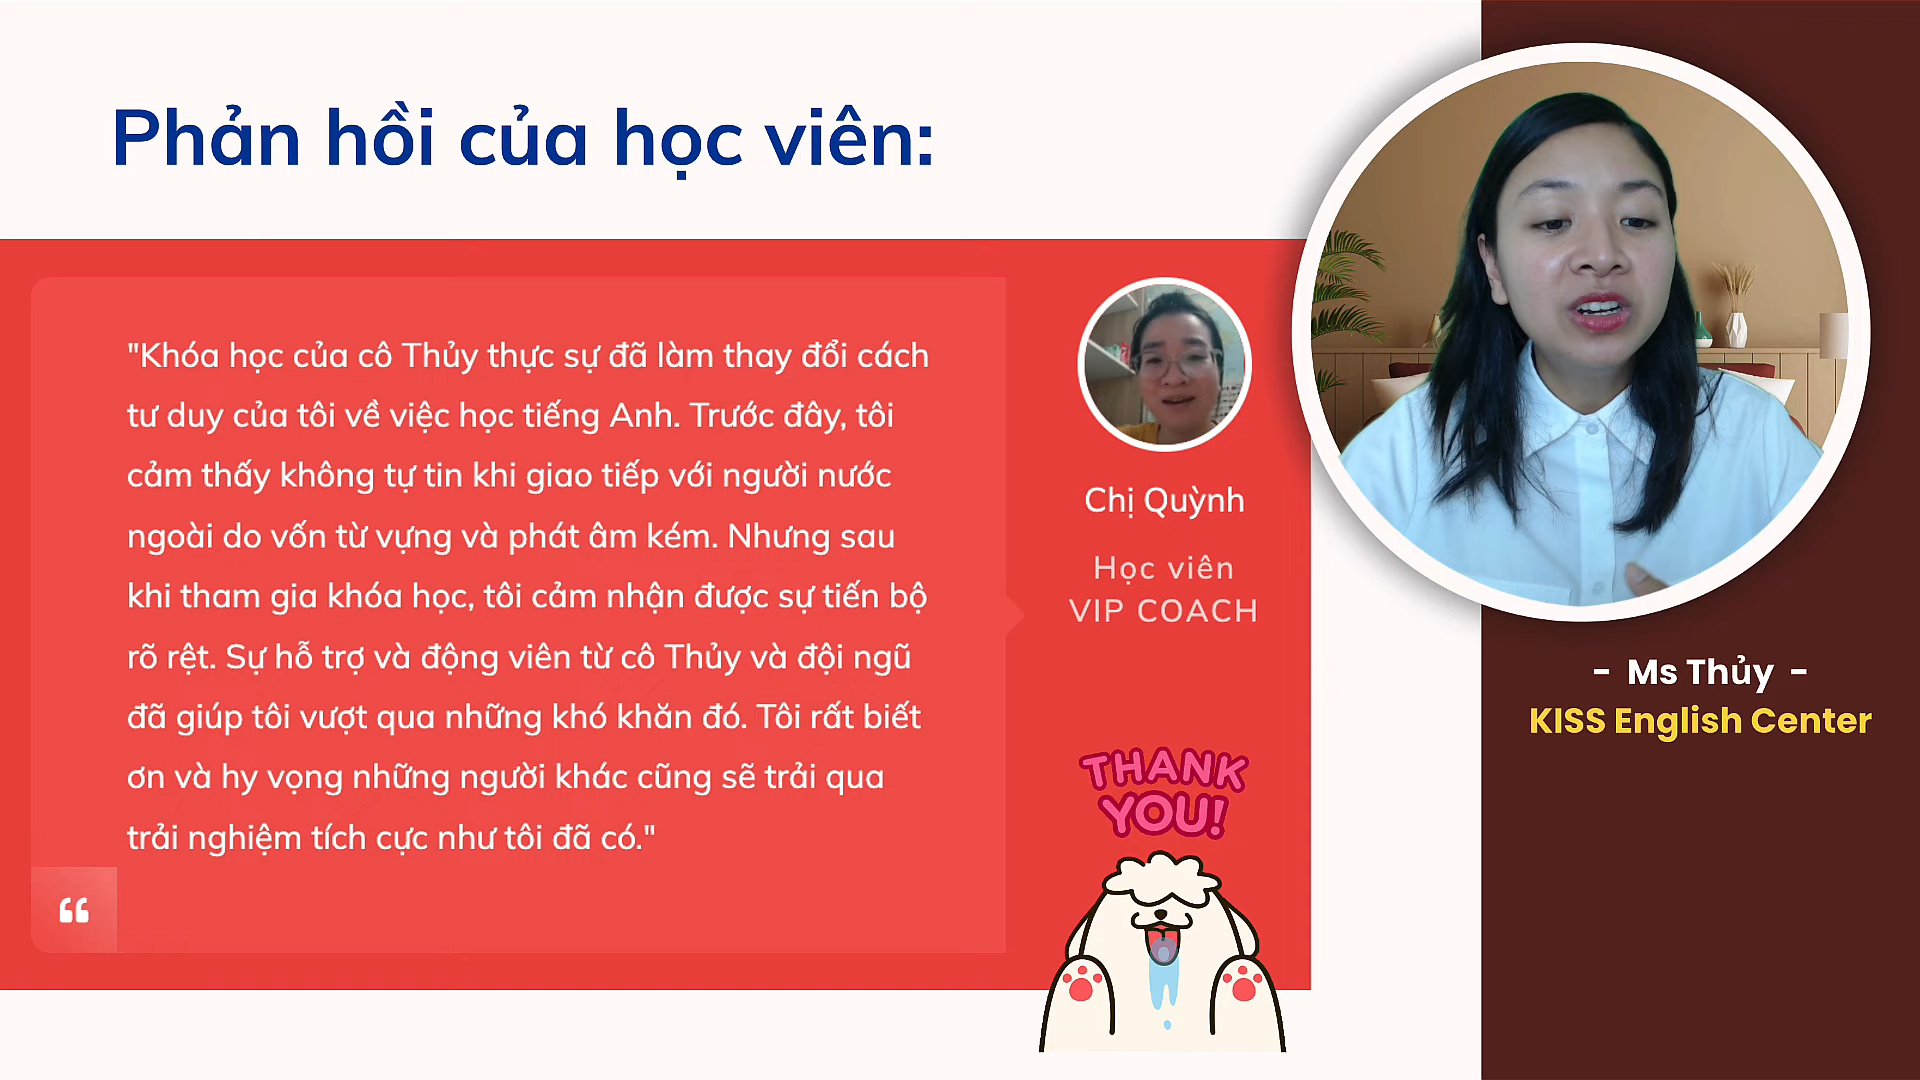 Phản hồi của học viên:
"Khóa học của cô Thủy thực sự đã làm thay đổi cách
tư duy của tôi về việc học tiếng Anh. Trước đây, tôi
cảm thấy không tự tin khi giao tiếp với người nước
ngoài do vốn từ vựng và phát âm kém. Nhưng sau
khi tham gia khóa học, tôi cảm nhận được sự tiến bộ
rõ rệt. Sự hỗ trợ và động viên từ cô Thủy và đội ngũ
đã giúp tôi vượt qua những khó khăn đó. Tôi rất biết
ơn và hy vọng những người khác cũng sẽ trải qua
trải nghiệm tích cực như tôi đã có."
Chị Quỳnh
Học viên
VIP COACH
THANK
YOU!
- Ms Thủy -
KISS English Center